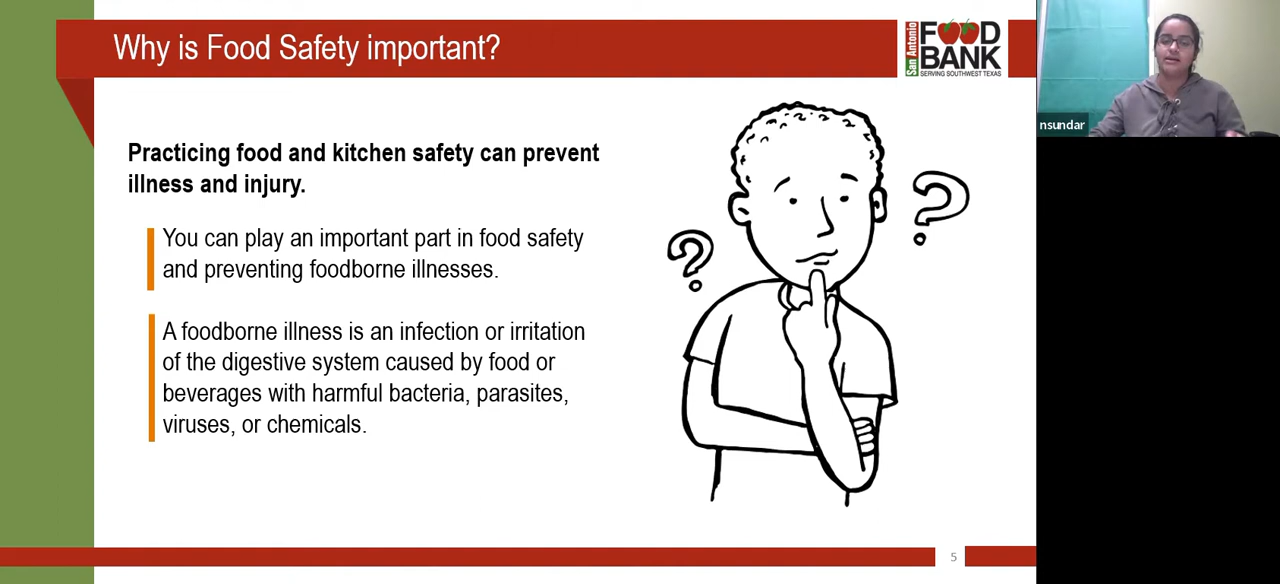 Why is Food Safety important?
San Antonio
FOOD
BANK
SERVING SOUTHWEST TEXAS
nsundar
Practicing food and kitchen safety can prevent
illness and injury.
You can play an important part in food safety
and preventing foodborne illnesses.
A foodborne illness is an infection or irritation
of the digestive system caused by food or
beverages with harmful bacteria, parasites,
viruses, or chemicals.
?
?
5